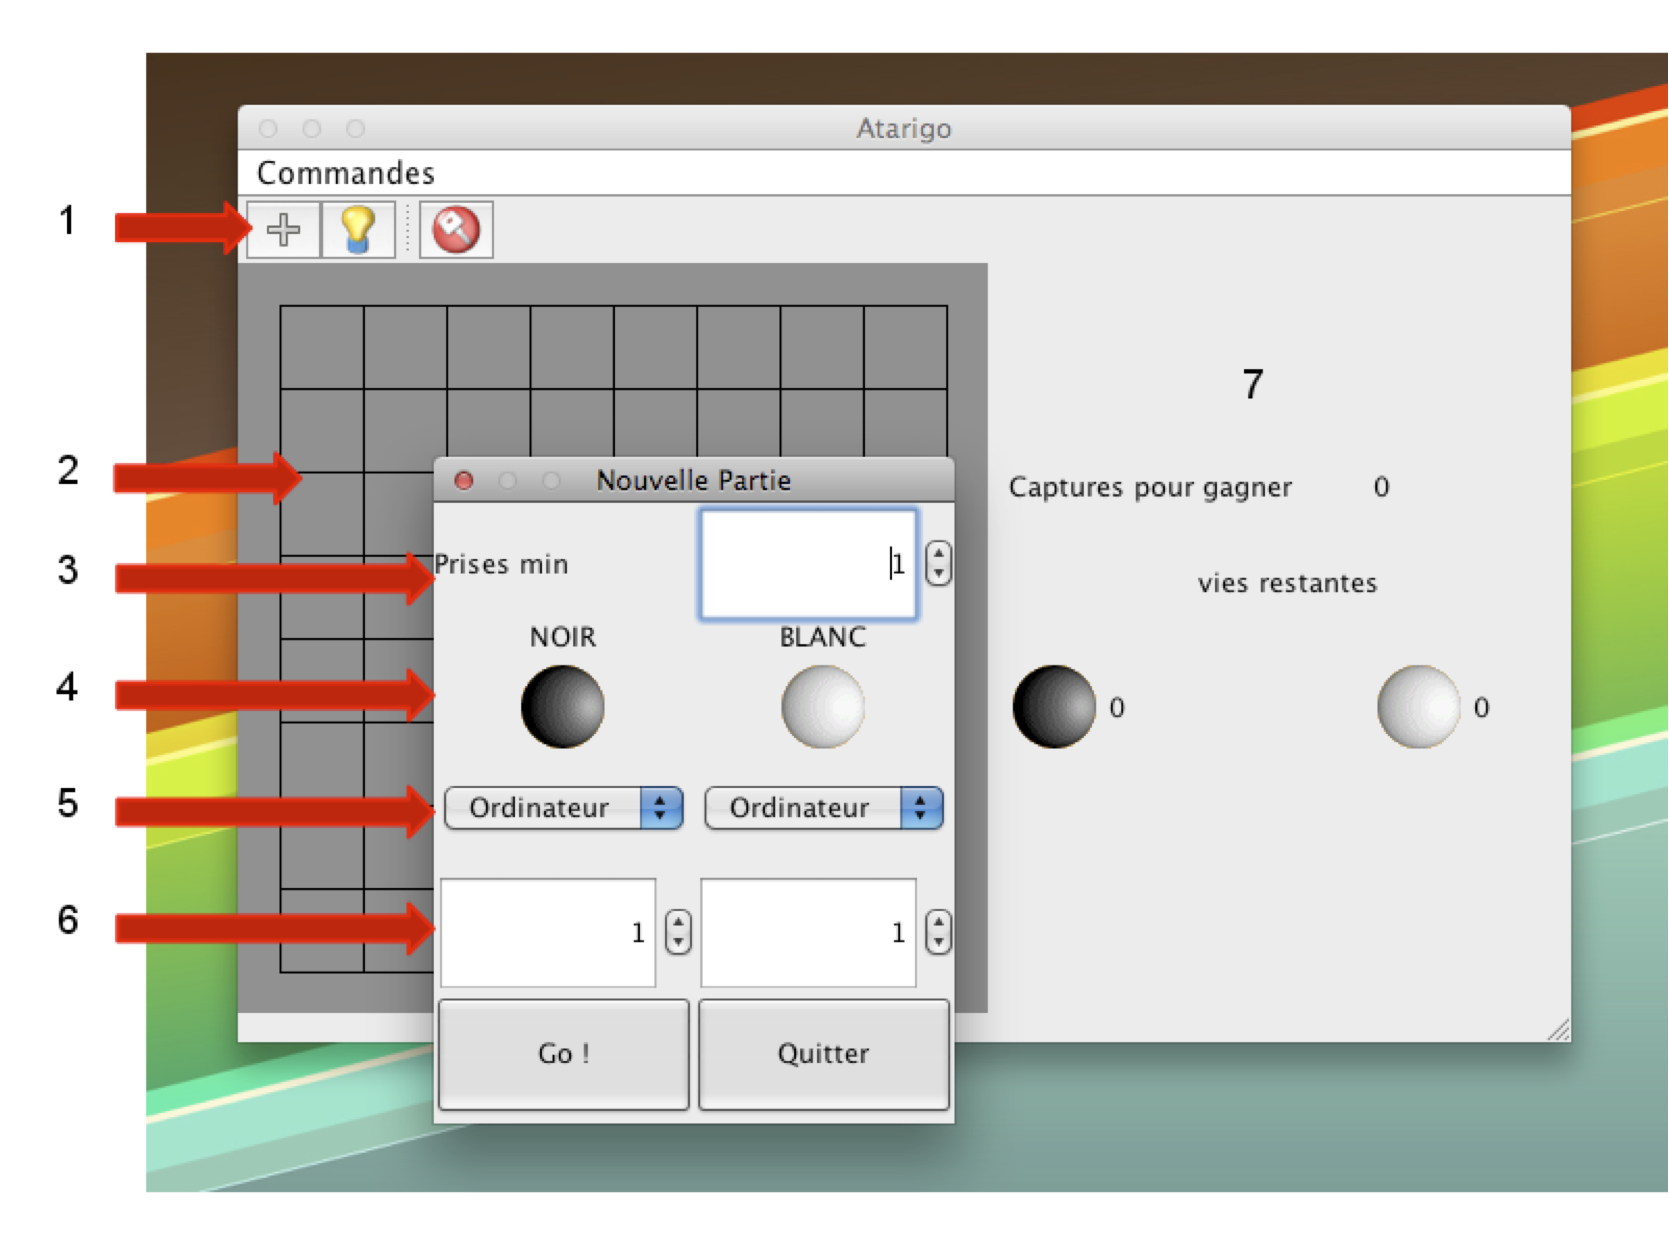 Atarigo
Commandes
1
7
2
Nouvelle Partie
Captures pour gagner 0
3
Prises min 1
vies restantes
NOIR BLANC
4
0 0
5
Ordinateur Ordinateur
6
1 1
Go ! Quitter